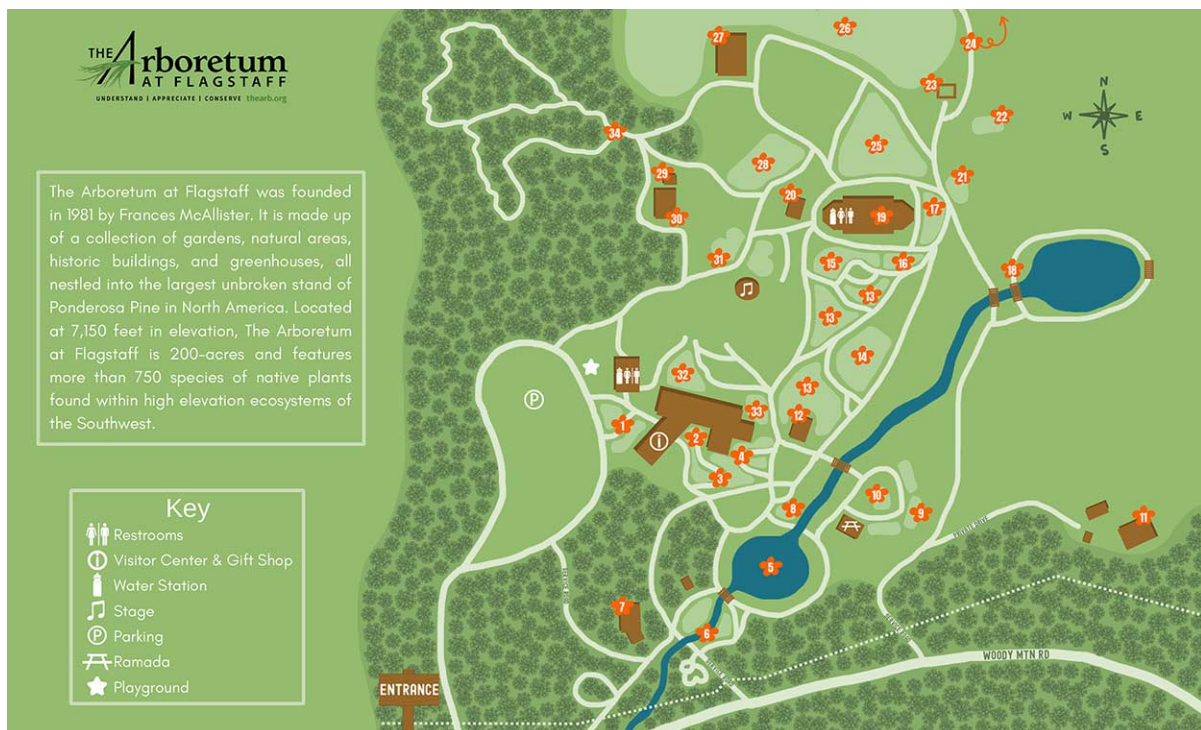 THE Arboretum
AT FLAGSTAFF
UNDERSTAND | APPRECIATE | CONSERVE thearb.org
The Arboretum at Flagstaff was founded
in 1981 by Frances McAllister. It is made up
of a collection of gardens, natural areas,
historic buildings, and greenhouses, all
nestled into the largest unbroken stand of
Ponderosa Pine in North America. Located
at 7,150 feet in elevation, The Arboretum
at Flagstaff is 200-acres and features
more than 750 species of native plants
found within high elevation ecosystems of
the Southwest.
Key
Restrooms
i Visitor Center & Gift Shop
Water Station
Stage
P Parking
Ramada
Playground
27
26
24
23
22
N
W
E
S
34
25
28
29
20
21
30
19
17
31
15
16
18
13
13
14
P
32
13
33
12
1
i
2
4
3
10
8
9
11
5
7
6
PRIVATE DRIVE
WOODY MTN RD
ENTRANCE